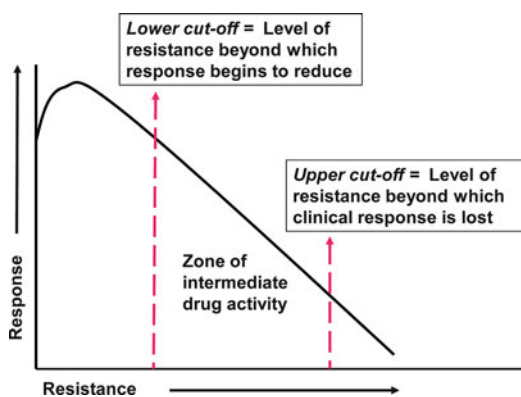 Lower cut-off = Level of
resistance beyond which
response begins to reduce
Upper cut-off = Level of
resistance beyond which
clinical response is lost
Zone of
intermediate
drug activity
Response
Resistance